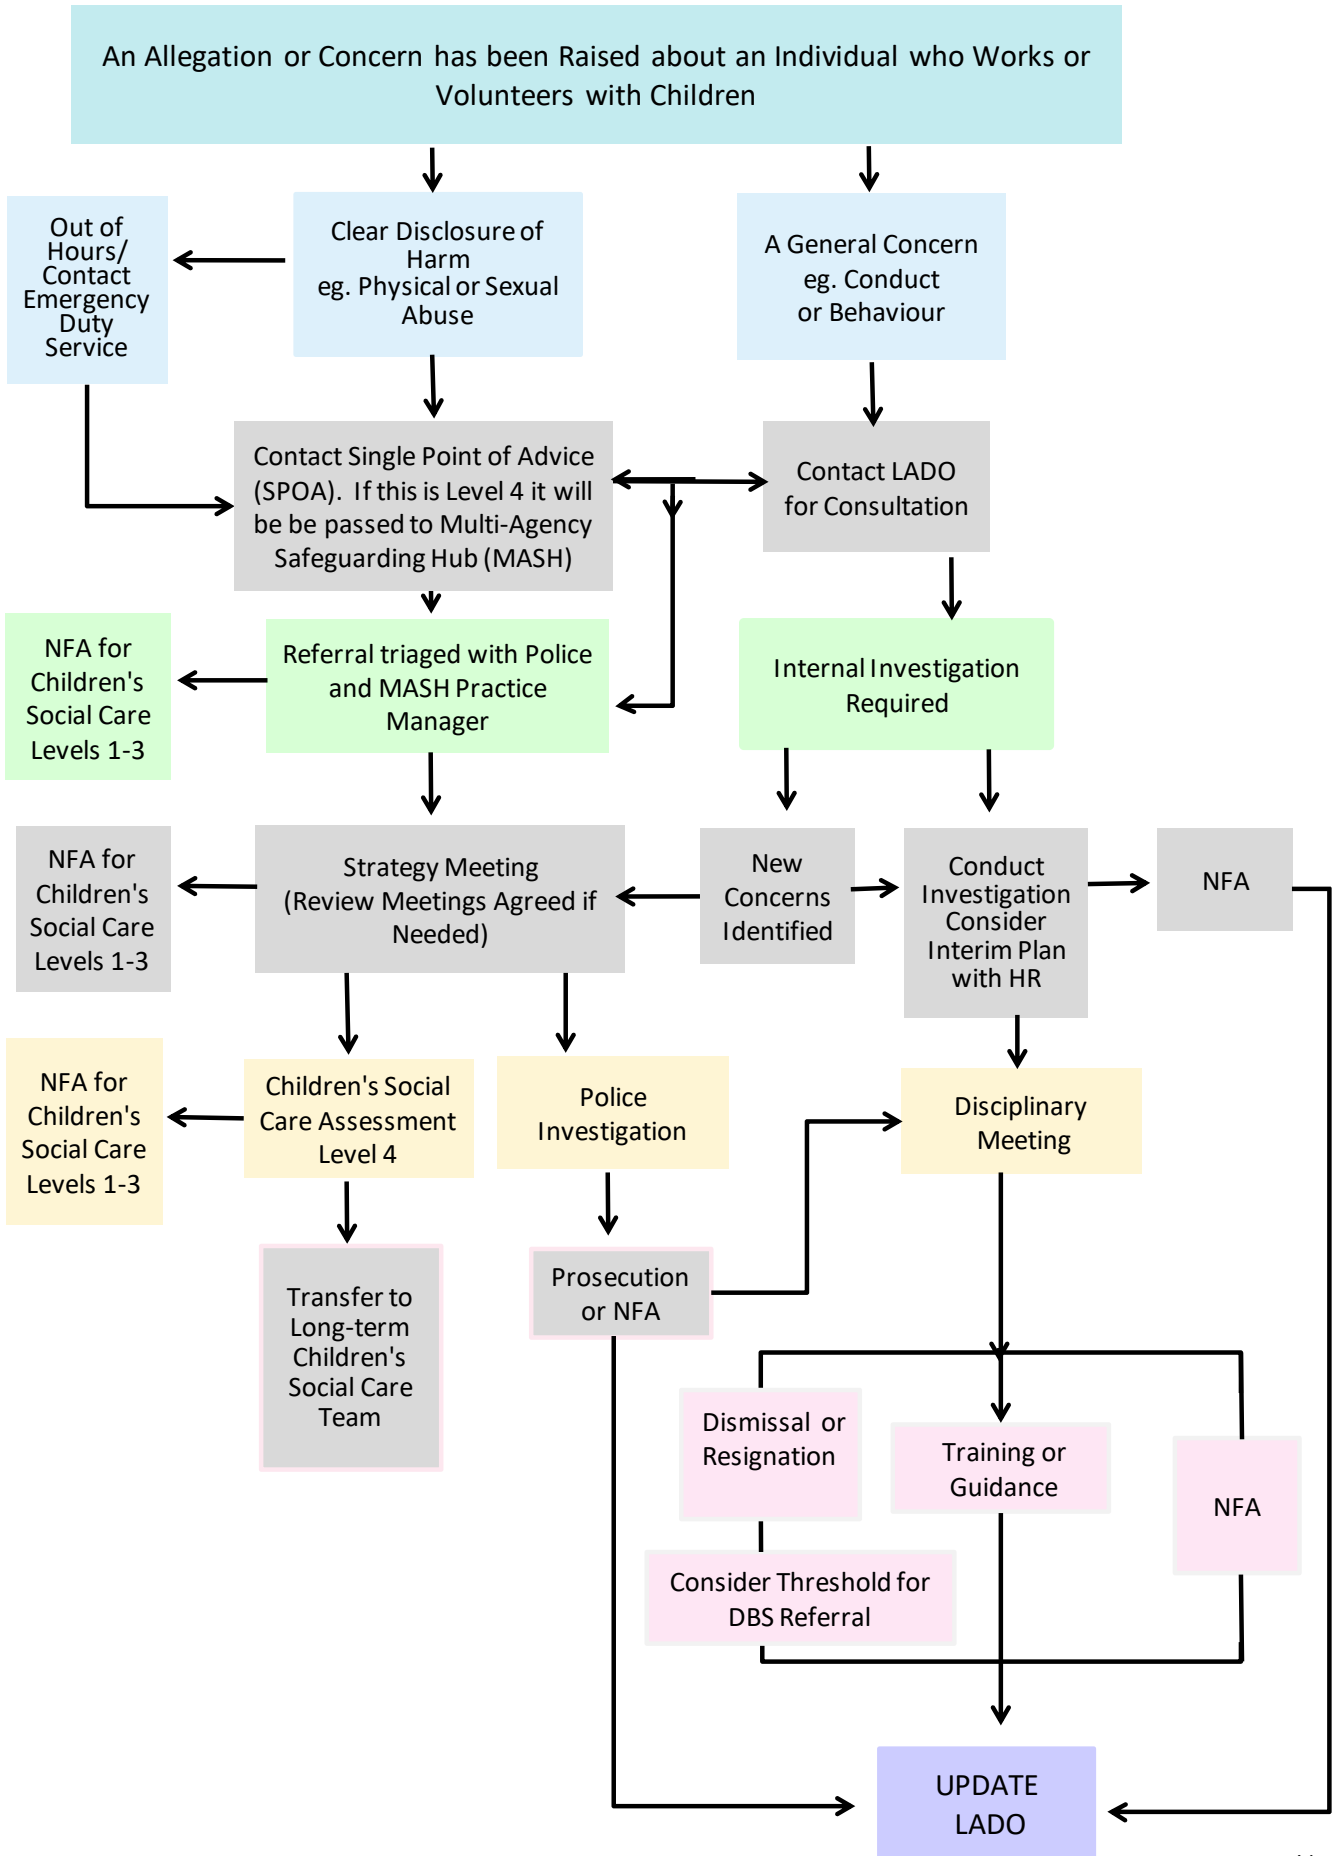 An Allegation or Concern has been Raised about an Individual who Works or
Volunteers with Children
Out of
Hours/
Contact
Emergency
Duty
Service
Clear Disclosure of
Harm
eg. Physical or Sexual
Abuse
A General Concern
eg. Conduct
or Behaviour
Contact Single Point of Advice
(SPOA). If this is Level 4 it will
be be passed to Multi-Agency
Safeguarding Hub (MASH)
Contact LADO
for Consultation
NFA for
Children's
Social Care
Levels 1-3
Referral triaged with Police
and MASH Practice
Manager
Internal Investigation
Required
NFA for
Children's
Social Care
Levels 1-3
Strategy Meeting
(Review Meetings Agreed if
Needed)
New
Concerns
Identified
Conduct
Investigation
Consider
Interim Plan
with HR
NFA
NFA for
Children's
Social Care
Levels 1-3
Children's Social
Care Assessment
Level 4
Police
Investigation
Disciplinary
Meeting
Transfer to
Long-term
Children's
Social Care
Team
Prosecution
or NFA
Dismissal or
Resignation
Training or
Guidance
NFA
Consider Threshold for
DBS Referral
UPDATE
LADO